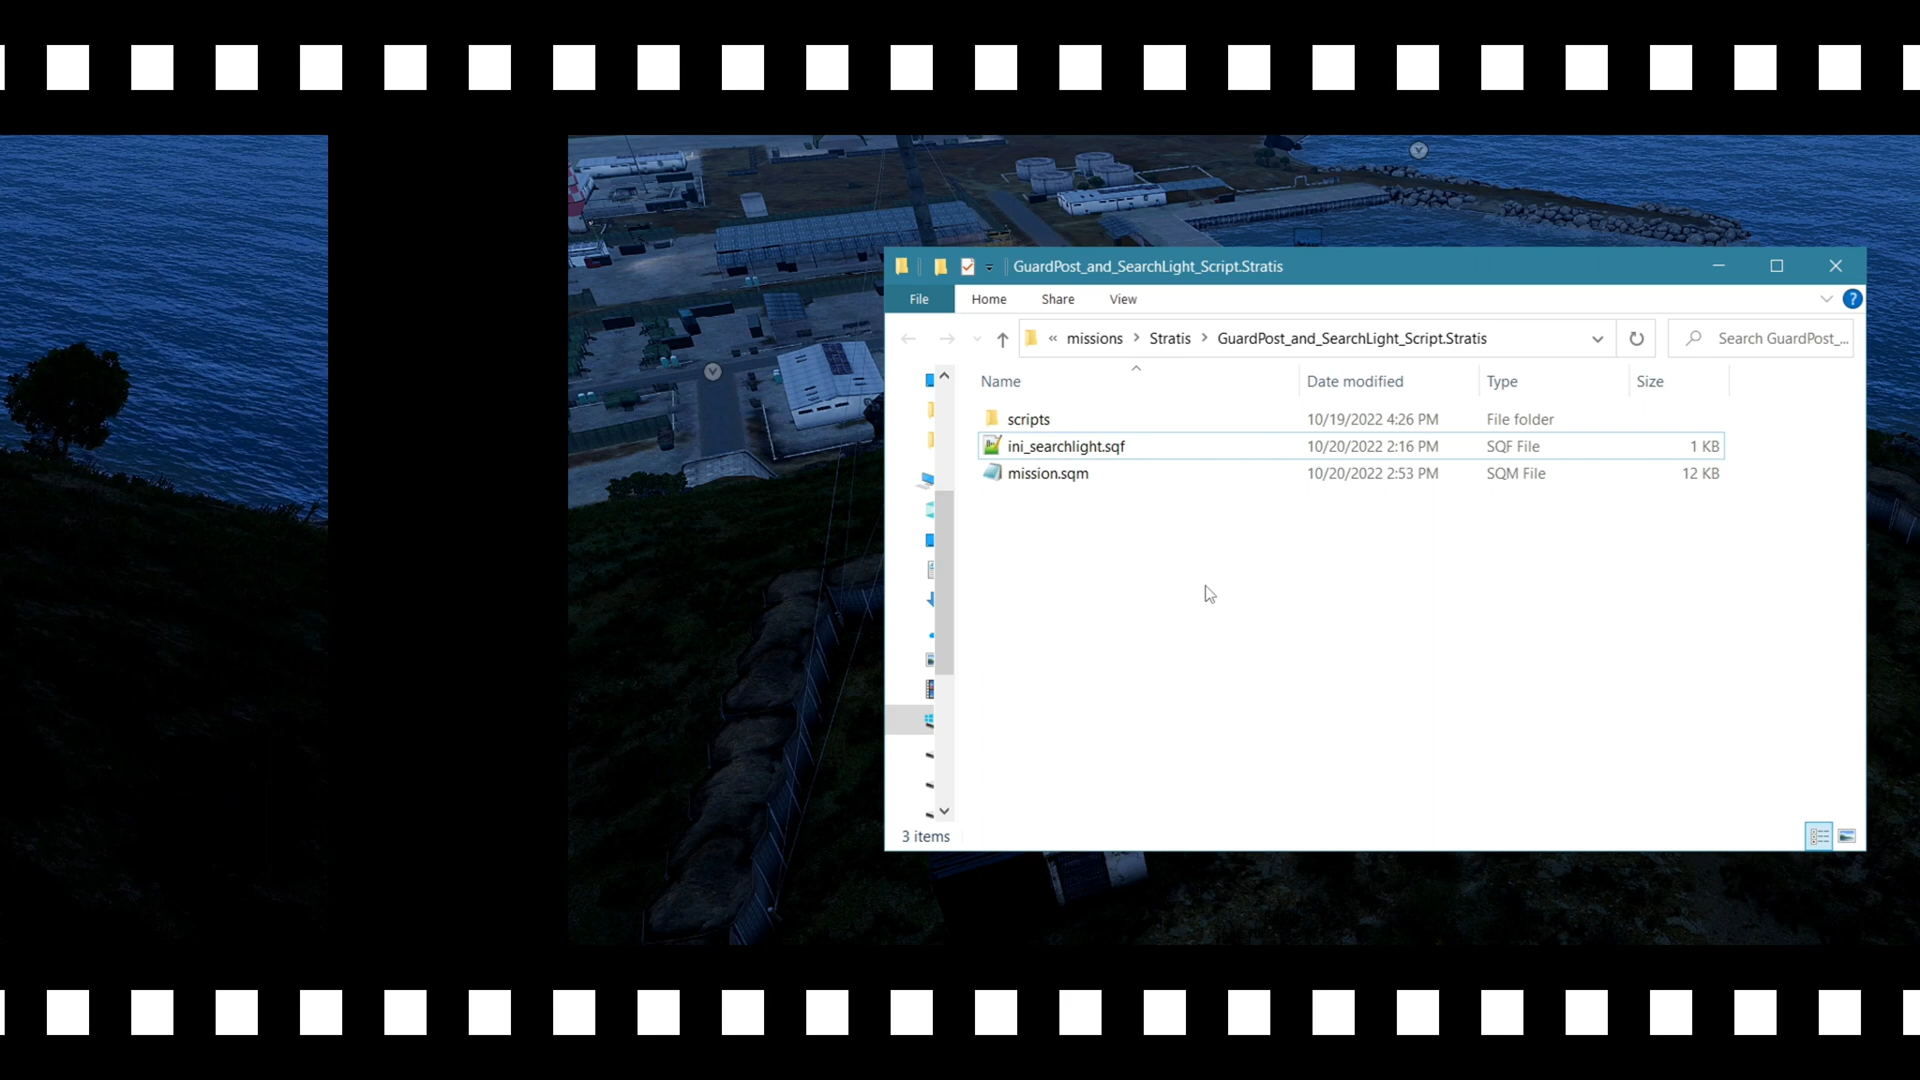 GuardPost_and_SearchLight_Script.Stratis
File Home Share View ?
« missions > Stratis > GuardPost_and_SearchLight_Script.Stratis Search GuardPost_...
Name Date modified Type Size
scripts 10/19/2022 4:26 PM File folder
ini_searchlight.sqf 10/20/2022 2:16 PM SQF File 1 KB
mission.sqm 10/20/2022 2:53 PM SQM File 12 KB
3 items